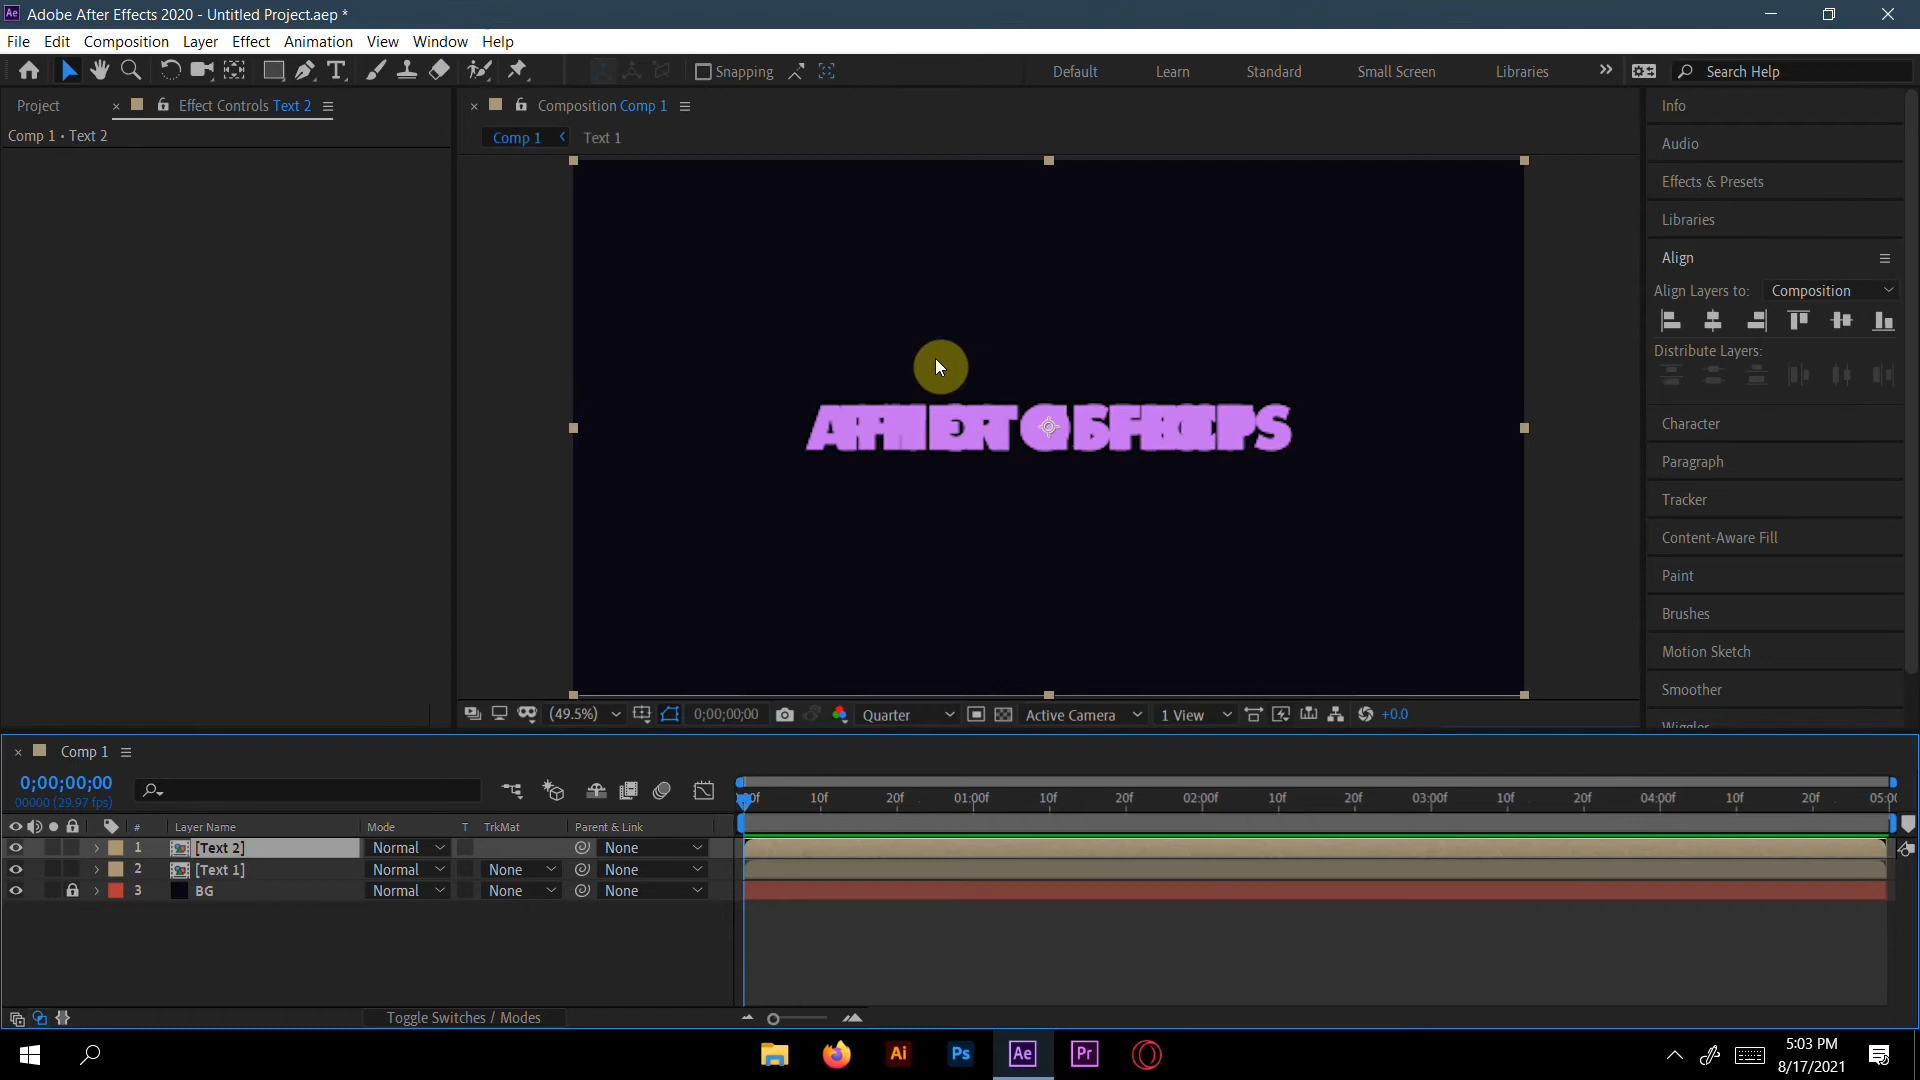 Adobe After Effects 2020 - Untitled Project.aep *
File Edit Composition Layer Effect Animation View Window Help
Snapping Default Learn Standard Small Screen Libraries Search Help
Project Effect Controls Text 2
Comp 1 • Text 2
Composition Comp 1
Comp 1 Text 1
Info
Audio
Effects & Presets
Libraries
Align
Align Layers to: Composition
Distribute Layers:
Character
Paragraph
Tracker
Content-Aware Fill
Paint
Brushes
Motion Sketch
Smoother
Wiggler
(49.5%) 0;00;00;00 Quarter Active Camera 1 View +0.0
Comp 1
0;00;00;00
00000 (29.97 fps)
10f 20f 01:00f 10f 20f 02:00f 10f 20f 03:00f 10f 20f 04:00f 10f 20f
# Layer Name Mode T TrkMat Parent & Link
1 [Text 2] Normal None
2 [Text 1] Normal None None
3 BG Normal None None
Toggle Switches / Modes
Ai Ps Ae Pr
5:03 PM
8/17/2021